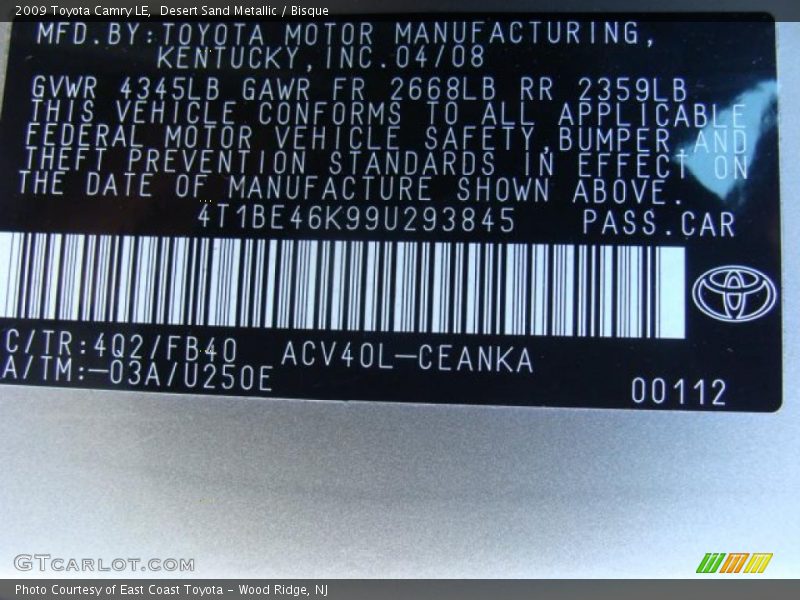 2009 Toyota Camry LE, Desert Sand Metallic / Bisque
MFD.BY:TOYOTA MOTOR MANUFACTURING,
KENTUCKY,INC.04/08
GVWR 4345LB GAWR FR 2668LB RR 2359LB
THIS VEHICLE CONFORMS TO ALL APPLICABLE
FEDERAL MOTOR VEHICLE SAFETY,BUMPER AND
THEFT PREVENTION STANDARDS IN EFFECT ON
THE DATE OF MANUFACTURE SHOWN ABOVE.
4T1BE46K99U293845 PASS.CAR
C/TR:4Q2/FB40 ACV40L-CEANKA
A/TM:-03A/U250E
00112
GTCARLOT.COM
Photo Courtesy of East Coast Toyota - Wood Ridge, NJ